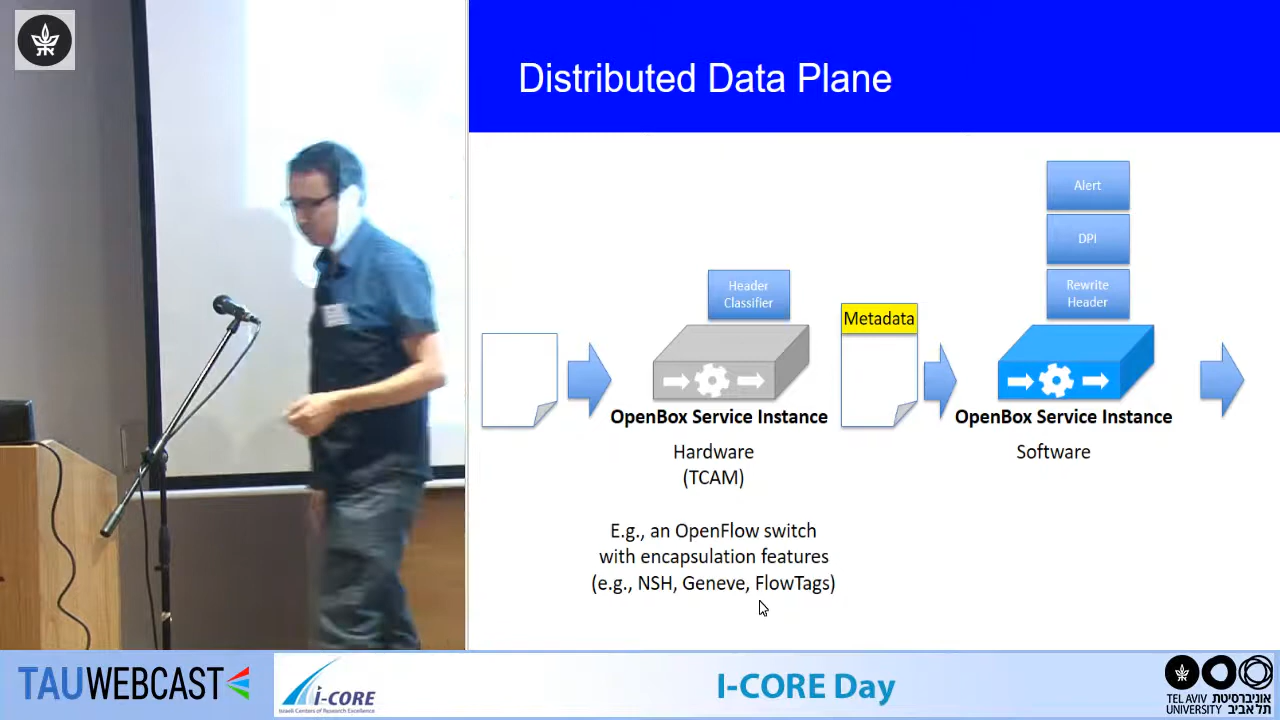 Distributed Data Plane
Alert
DPI
Rewrite
Header
Header
Classifier
Metadata
OpenBox Service Instance
OpenBox Service Instance
Hardware
(TCAM)
Software
E.g., an OpenFlow switch
with encapsulation features
(e.g., NSH, Geneve, FlowTags)
TAUWEBCAST
i-CORE
Israeli Centers of Research Excellence
I-CORE Day
TEL AVIV
UNIVERSITY
אוניברסיטת
תל אביב